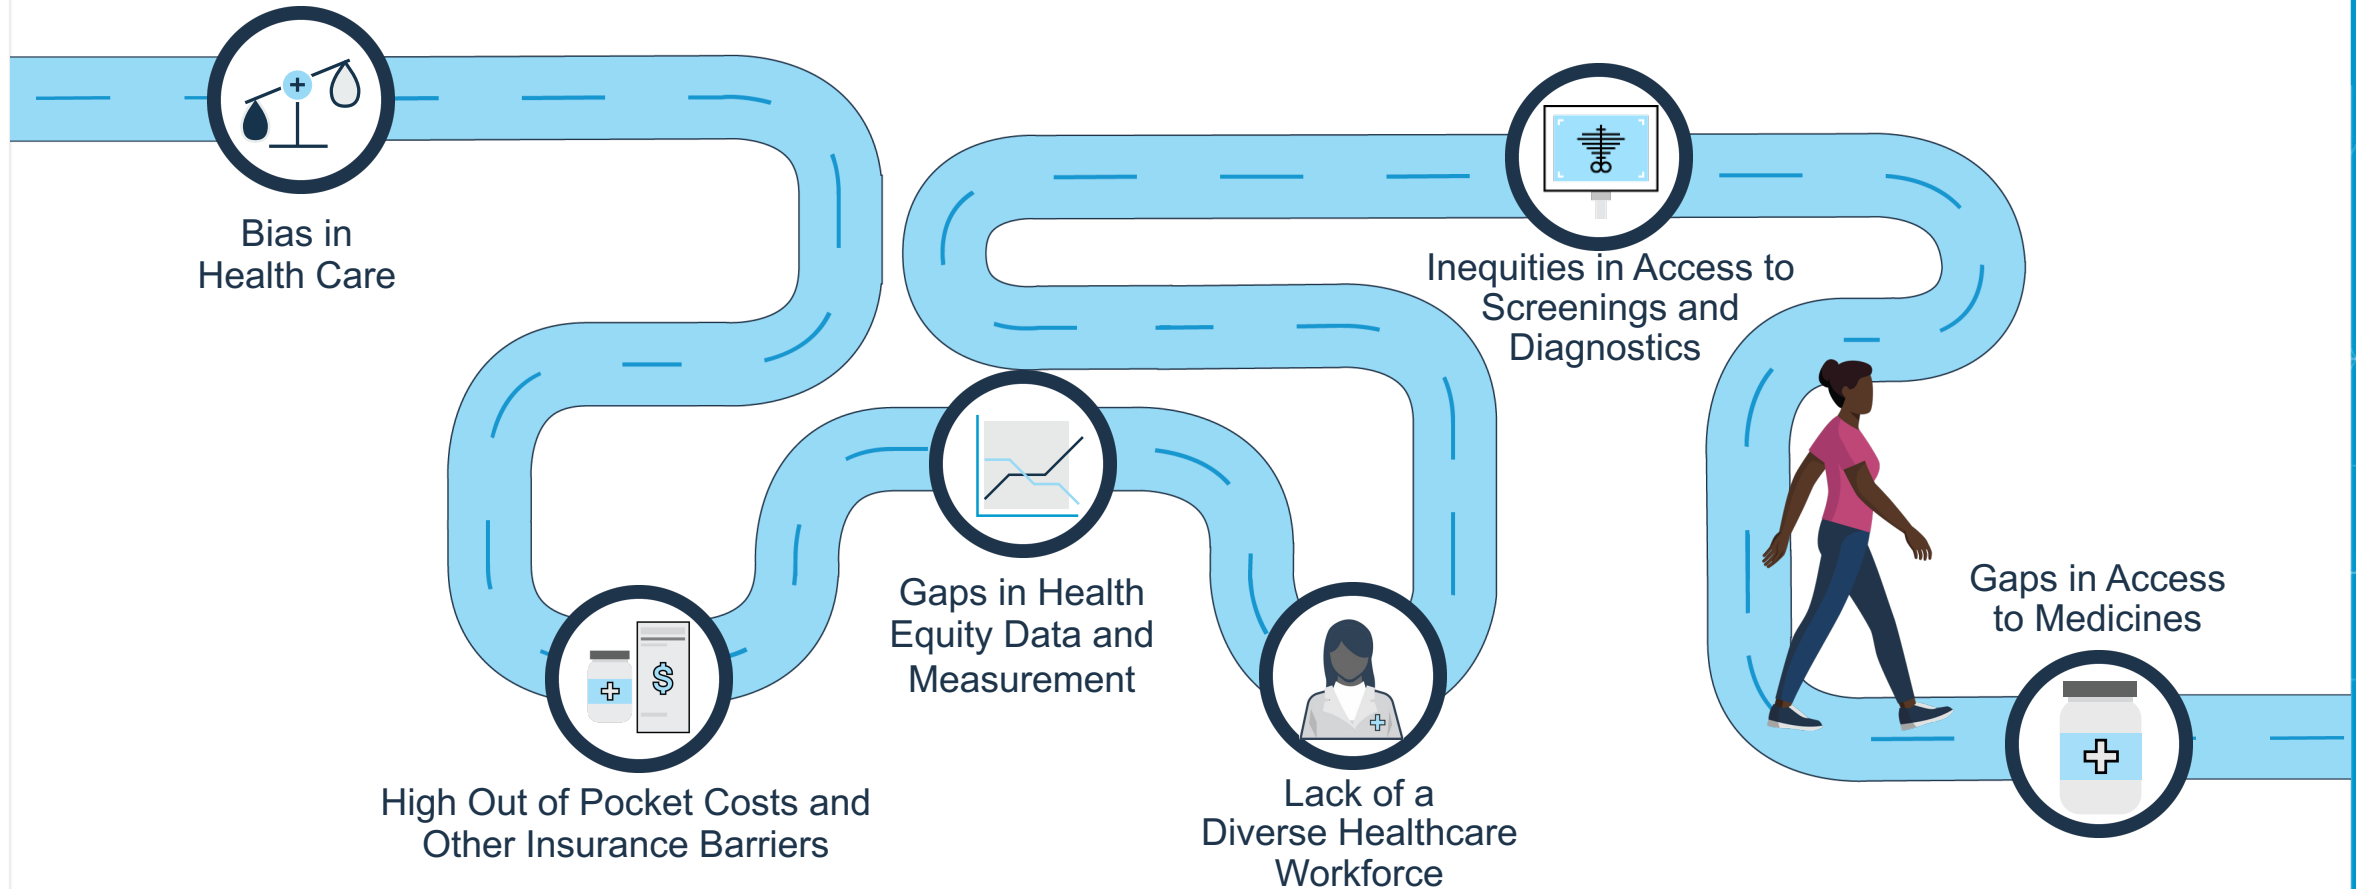 Bias in
Health Care
High Out of Pocket Costs and
Other Insurance Barriers
Gaps in Health
Equity Data and
Measurement
Lack of a
Diverse Healthcare
Workforce
Inequities in Access to
Screenings and
Diagnostics
Gaps in Access
to Medicines
$